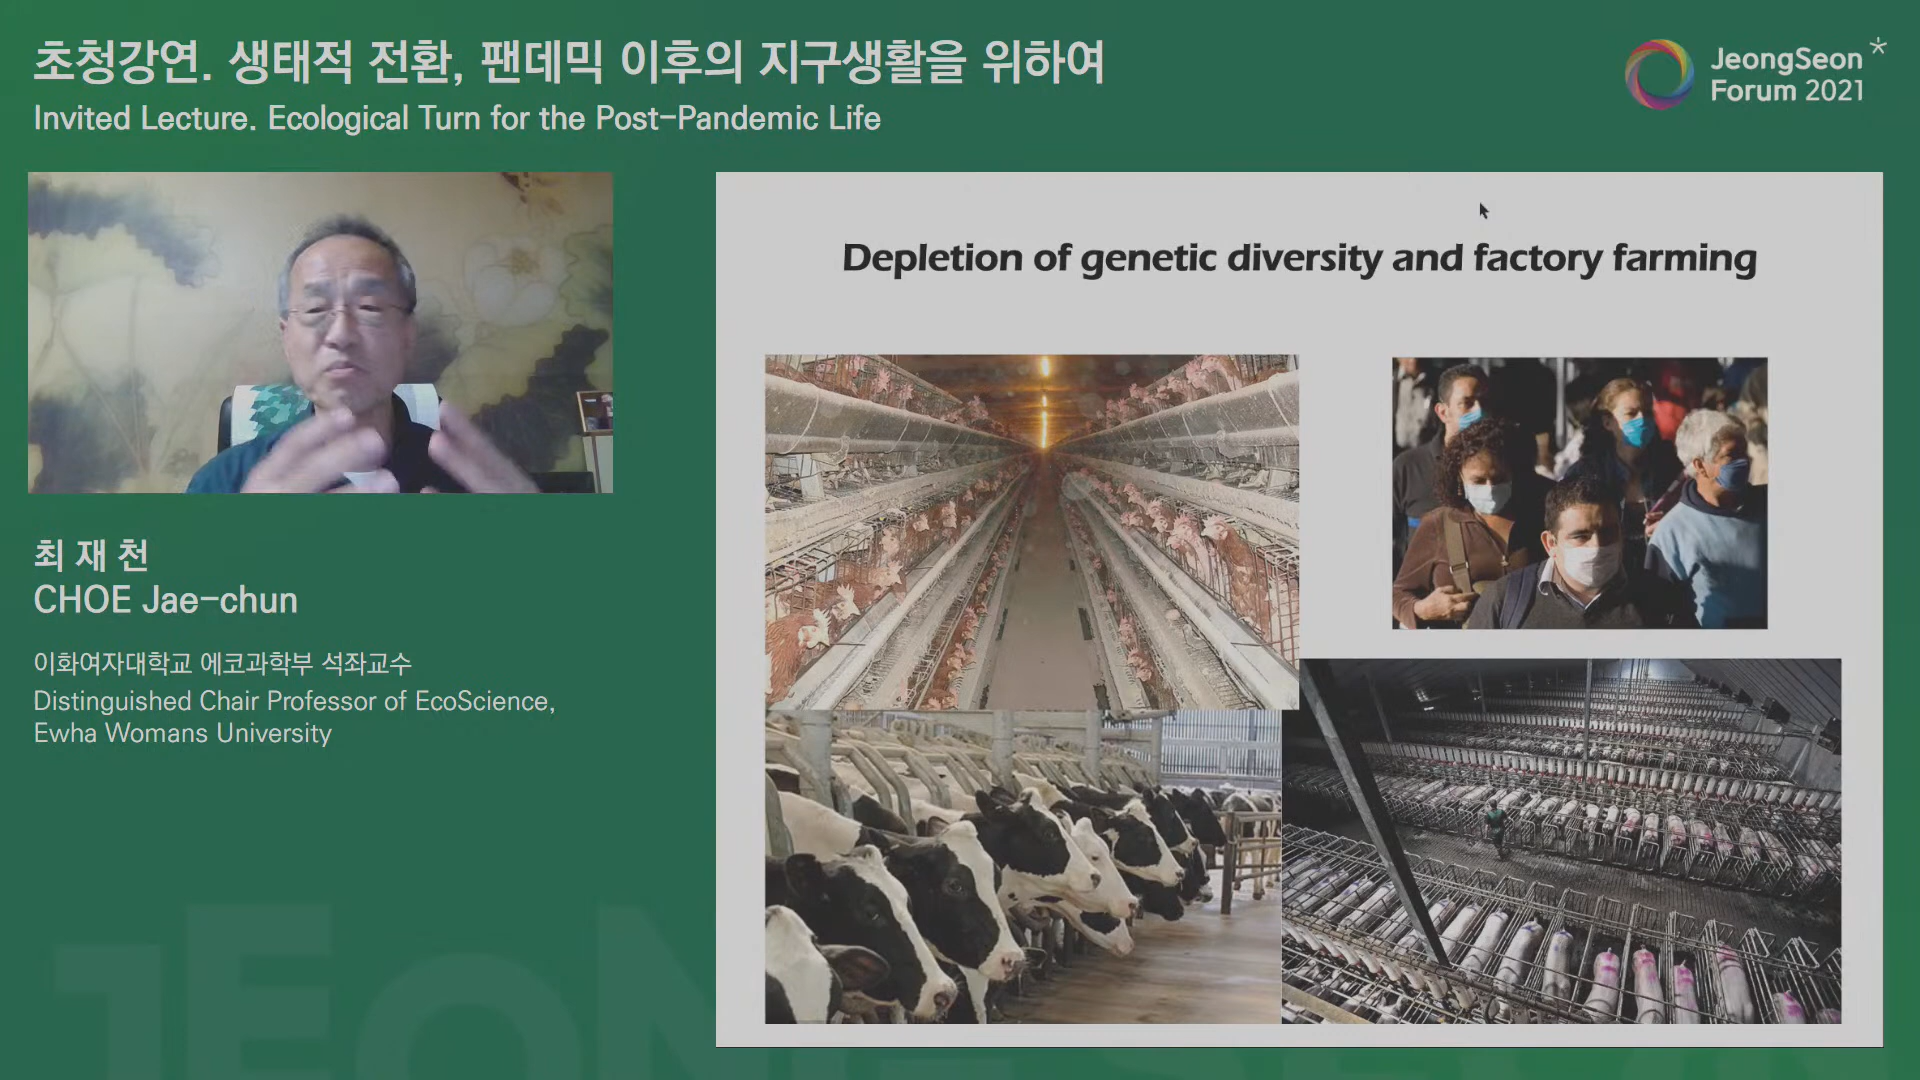 초청강연. 생태적 전환, 팬데믹 이후의 지구생활을 위하여
Invited Lecture. Ecological Turn for the Post-Pandemic Life
JeongSeon
Forum 2021
Depletion of genetic diversity and factory farming
최재천
CHOE Jae-chun
이화여자대학교 에코과학부 석좌교수
Distinguished Chair Professor of EcoScience,
Ewha Womans University